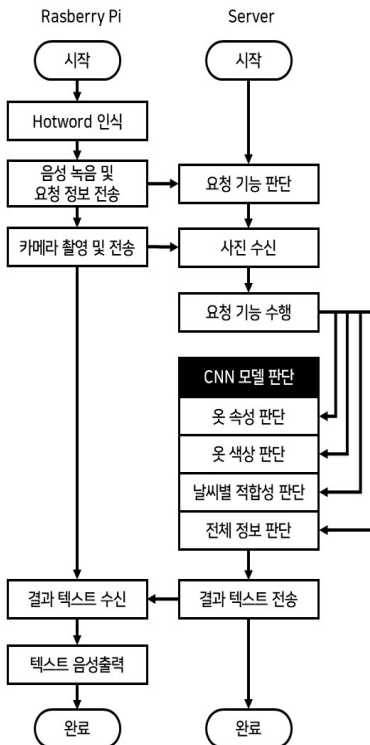 Rasberry Pi
Server
시작
시작
Hotword 인식
음성 녹음 및
요청 정보 전송
요청 기능 판단
카메라 촬영 및 전송
사진 수신
요청 기능 수행
CNN 모델 판단
옷 속성 판단
옷 색상 판단
날씨별 적합성 판단
전체 정보 판단
결과 텍스트 수신
결과 텍스트 전송
텍스트 음성출력
완료
완료